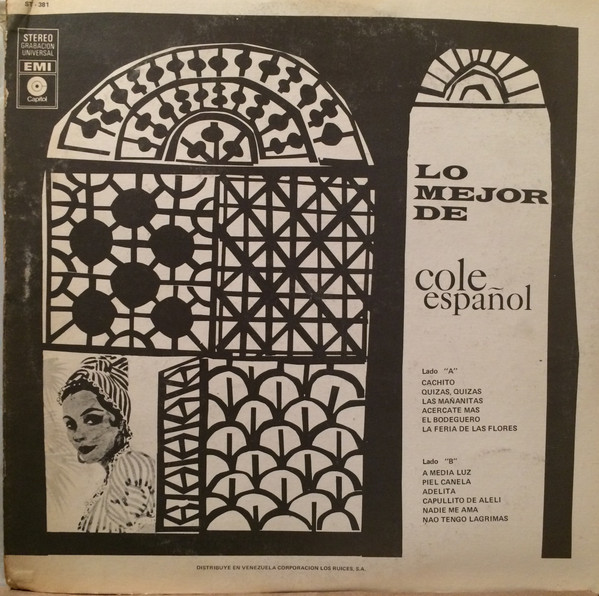 ST-381
STEREO
GRABACION
UNIVERSAL
EMI
Capitol
LO
MEJOR
DE
cole
español
Lado "A"
CACHITO
QUIZAS, QUIZAS
LAS MAÑANITAS
ACERCATE MAS
EL BODEGUERO
LA FERIA DE LAS FLORES
Lado "B"
A MEDIA LUZ
PIEL CANELA
ADELITA
CAPULLITO DE ALELI
NADIE ME AMA
NAO TENGO LAGRIMAS
DISTRIBUYE EN VENEZUELA CORPORACION LOS RUICES, S.A.